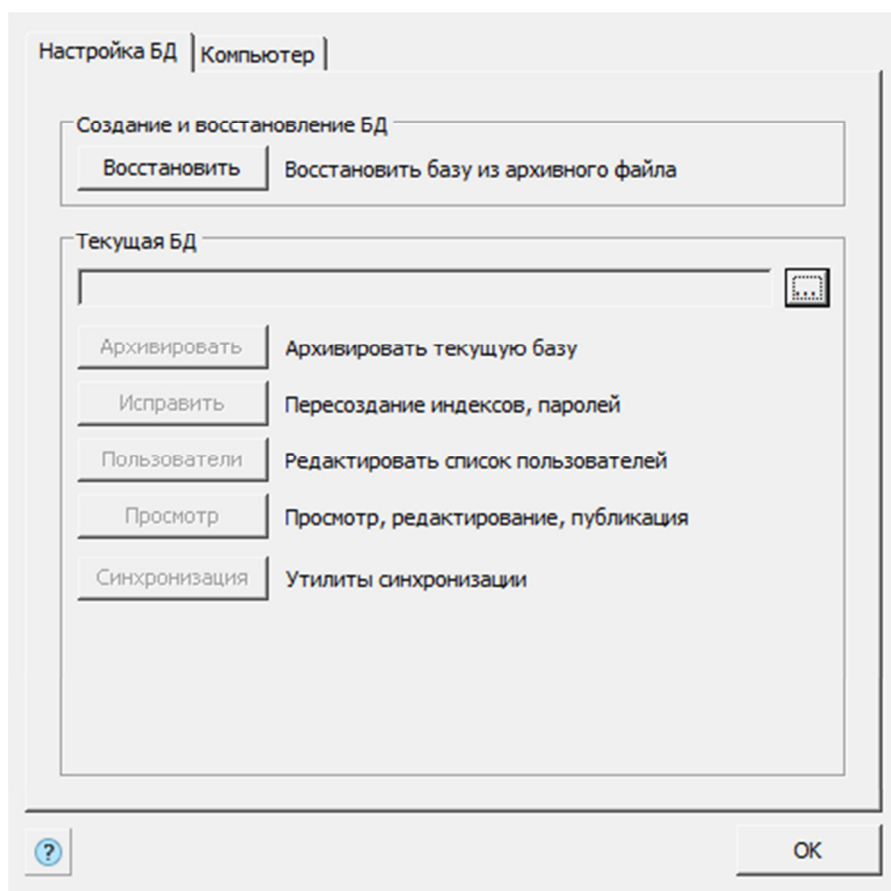 Настройка БД Компьютер
Создание и восстановление БД
Восстановить Восстановить базу из архивного файла
Текущая БД
...
Архивировать Архивировать текущую базу
Исправить Пересоздание индексов, паролей
Пользователи Редактировать список пользователей
Просмотр Просмотр, редактирование, публикация
Синхронизация Утилиты синхронизации
? OK